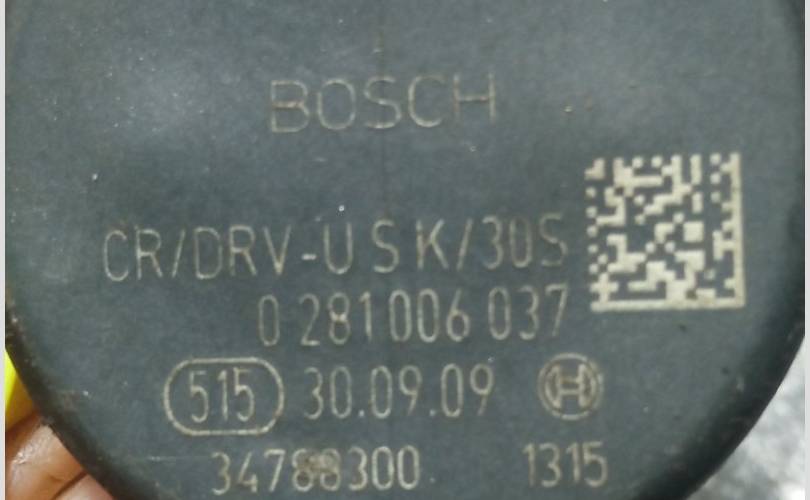 BOSCH
CR/DRV-U S K/30S
0 281 006 037
515 30.09.09
34788300 1315